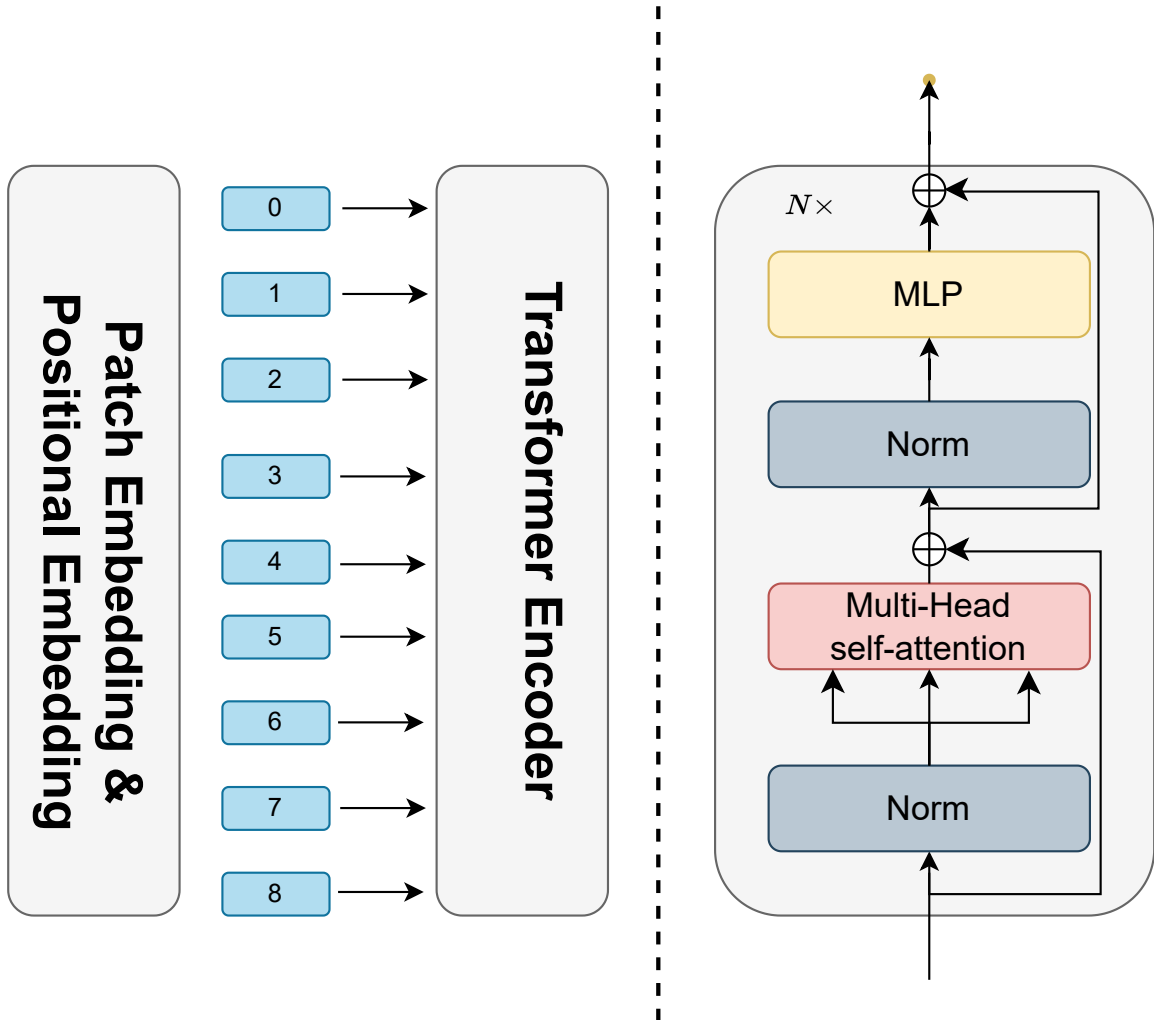 Patch Embedding &
Positional Embedding
0
1
2
3
4
5
6
7
8
Transformer Encoder
N×
MLP
Norm
Multi-Head
self-attention
Norm